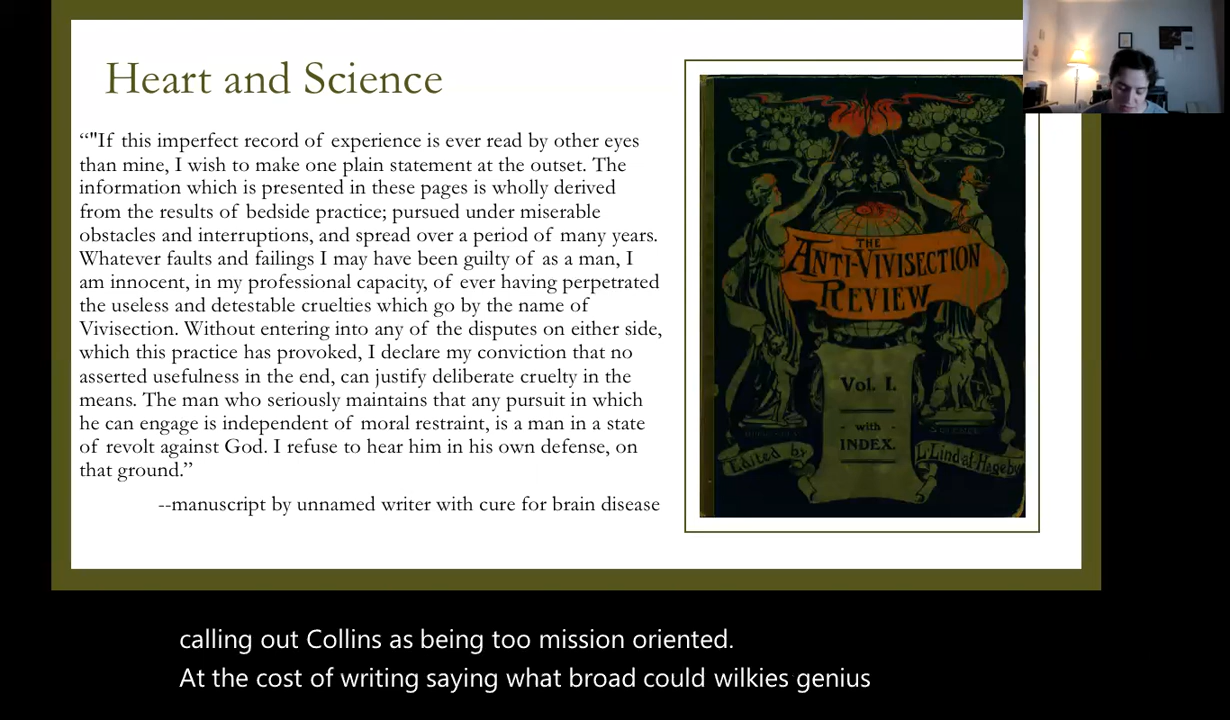 Heart and Science
“"If this imperfect record of experience is ever read by other eyes
than mine, I wish to make one plain statement at the outset. The
information which is presented in these pages is wholly derived
from the results of bedside practice; pursued under miserable
obstacles and interruptions, and spread over a period of many years.
Whatever faults and failings I may have been guilty of as a man, I
am innocent, in my professional capacity, of ever having perpetrated
the useless and detestable cruelties which go by the name of
Vivisection. Without entering into any of the disputes on either side,
which this practice has provoked, I declare my conviction that no
asserted usefulness in the end, can justify deliberate cruelty in the
means. The man who seriously maintains that any pursuit in which
he can engage is independent of moral restraint, is a man in a state
of revolt against God. I refuse to hear him in his own defense, on
that ground.”
--manuscript by unnamed writer with cure for brain disease
THE
ANTI-VIVISECTION
REVIEW
Vol. I.
with
INDEX.
Edited by
L. Lind af Hageby
calling out Collins as being too mission oriented.
At the cost of writing saying what broad could wilkies genius